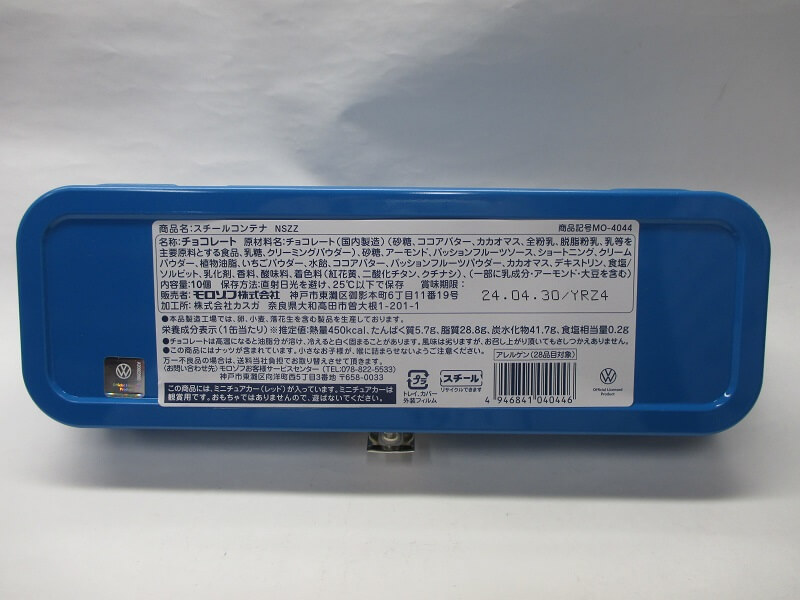 商品名:スチールコンテナ NSZZ 商品記号MO-4044
名称:チョコレート 原材料名:チョコレート(国内製造)(砂糖、ココアバター、カカオマス、全粉乳、脱脂粉乳、乳等を
主要原料とする食品、乳糖、クリーミングパウダー)、砂糖、アーモンド、パッションフルーツソース、ショートニング、クリーム
パウダー、植物油脂、いちごパウダー、水飴、ココアバター、パッションフルーツパウダー、カカオマス、デキストリン、食塩/
ソルビット、乳化剤、香料、酸味料、着色料(紅花黄、二酸化チタン、クチナシ)、(一部に乳成分・アーモンド・大豆を含む)
内容量:10個 保存方法:直射日光を避け、25℃以下で保存 賞味期限:
販売者:モロゾフ株式会社 神戸市東灘区御影本町6丁目11番19号 24.04.30/YRZ4
加工所:株式会社カスガ 奈良県大和高田市曽大根1-201-1
●本品製造工場では、卵、小麦、落花生を含む製品を生産しております。
栄養成分表示(1缶当たり)※推定値:熱量450kcal、たんぱく質5.7g、脂質28.8g、炭水化物41.7g、食塩相当量0.2g
●チョコレートは高温になると油脂分が溶け、冷えると白く固まることがあります。風味は劣りますが、お召し上がり頂いてもさしつかえありません。
●この商品にはナッツが含まれています。小さなお子様が、喉に詰まらせないようご注意ください。
万一不良品の場合は、送料当社負担でお取り替えさせて頂きます。
(お問い合わせ先)モロゾフお客様サービスセンター(TEL:078-822-5533)
神戸市東灘区向洋町西5丁目3番地 〒658-0033
この商品には、ミニチュアカー(レッド)が入っています。ミニチュアカーは
観賞用です。おもちゃではありませんので、遊ばないでください。
プラ
トレイ、カバー
外装フィルム
スチール
リサイクルできます
アレルゲン(28品目対象)
4 946841 040446
Official Licensed
Product